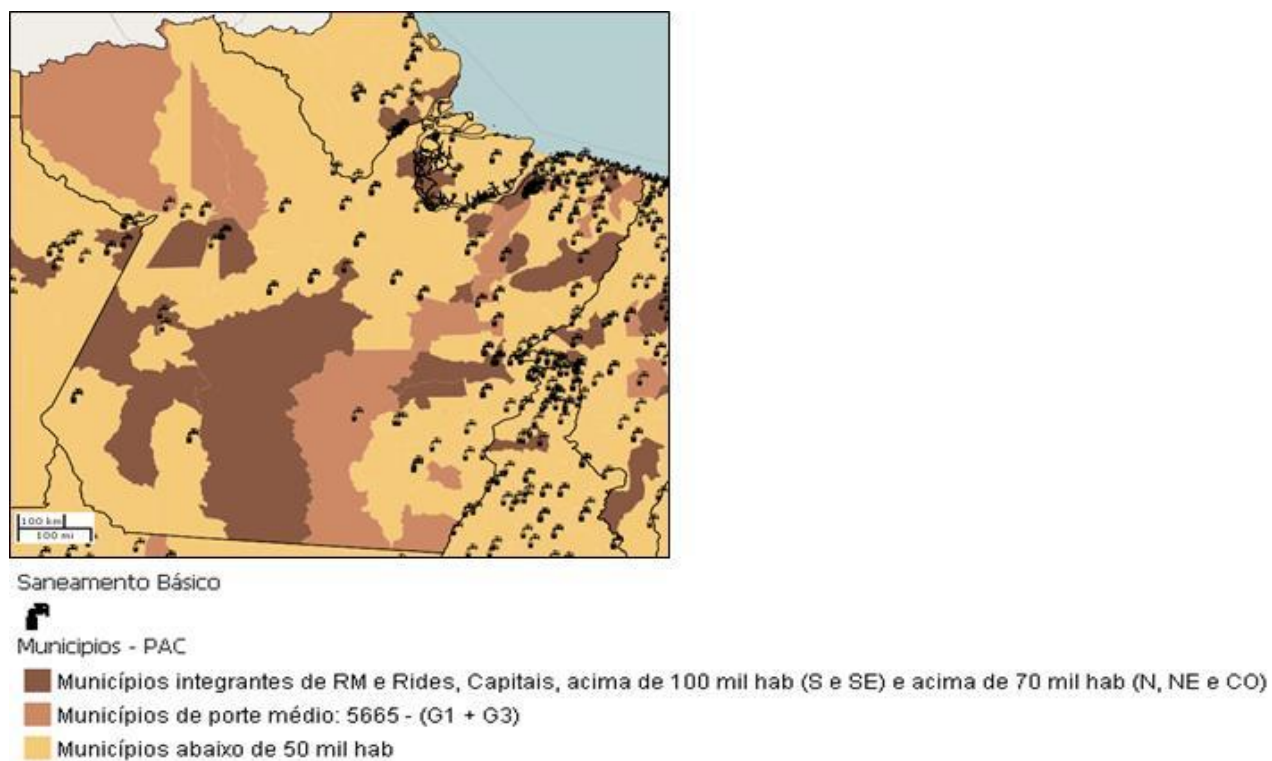 100 km
100 mi
Saneamento Básico
Municipios - PAC
Municípios integrantes de RM e Rides, Capitais, acima de 100 mil hab (S e SE) e acima de 70 mil hab (N, NE e CO)
Municípios de porte médio: 5665 - (G1 + G3)
Municípios abaixo de 50 mil hab